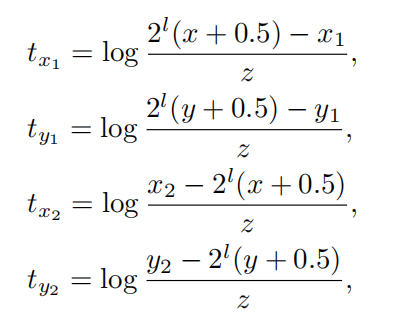 t_{x_1} = \log \frac{2^l(x + 0.5) - x_1}{z},
t_{y_1} = \log \frac{2^l(y + 0.5) - y_1}{z},
t_{x_2} = \log \frac{x_2 - 2^l(x + 0.5)}{z},
t_{y_2} = \log \frac{y_2 - 2^l(y + 0.5)}{z},